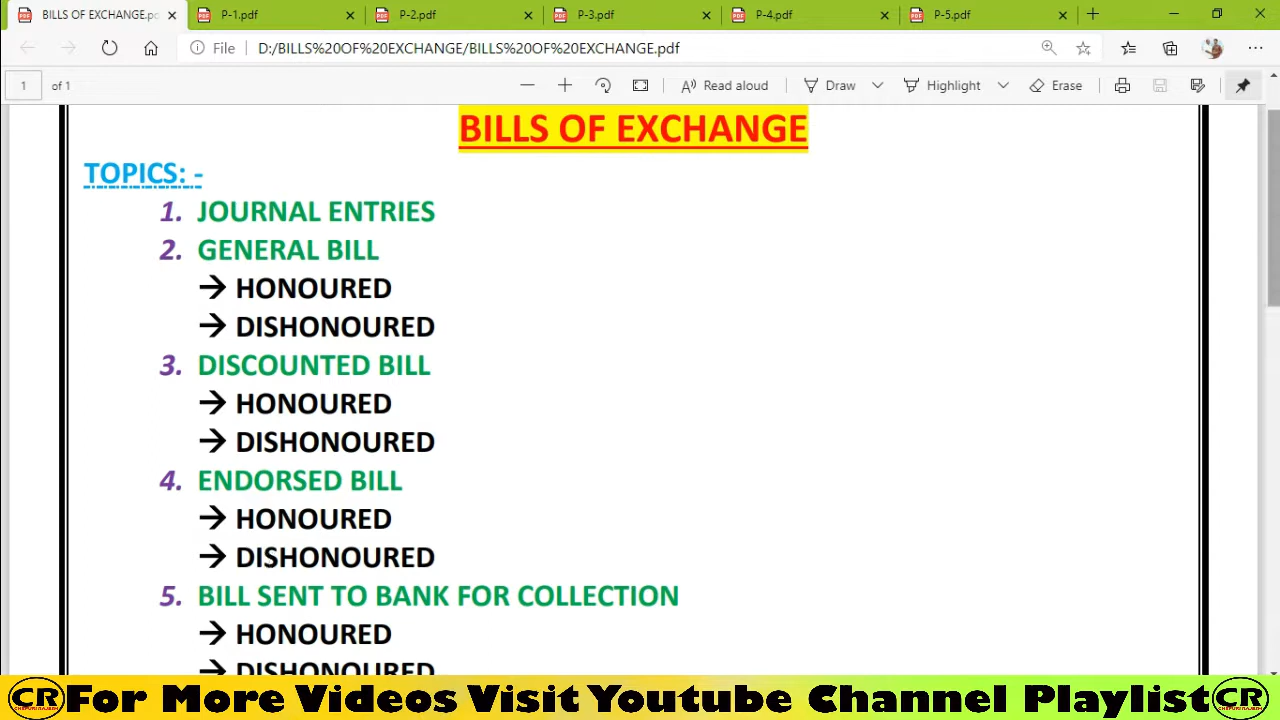 BILLS OF EXCHANGE.pd
P-1.pdf
P-2.pdf
P-3.pdf
P-4.pdf
P-5.pdf
File
D:/BILLS%20OF%20EXCHANGE/BILLS%20OF%20EXCHANGE.pdf
1 of 1
Read aloud
Draw
Highlight
Erase
BILLS OF EXCHANGE
TOPICS: -
1. JOURNAL ENTRIES
2. GENERAL BILL
→ HONOURED
→ DISHONOURED
3. DISCOUNTED BILL
→ HONOURED
→ DISHONOURED
4. ENDORSED BILL
→ HONOURED
→ DISHONOURED
5. BILL SENT TO BANK FOR COLLECTION
→ HONOURED
→ DISHONOURED
CR For More Videos Visit Youtube Channel Playlist CR